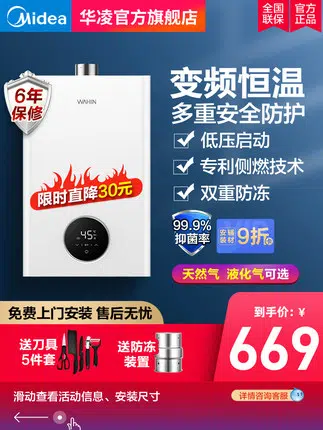 Midea 华凌官方旗舰店
全国联保
官方正品
6年保修
WAHIN
变频恒温
多重安全防护
低压启动
专利侧燃技术
双重防冻
限时直降30元
45℃
99.9%抑菌率
安装辅材 9折
天然气 液化气可选
免费上门安装 售后无忧
送刀具5件套
送防冻装置
到手价：¥
669
滑动查看活动信息、安装尺寸
详情咨询客服